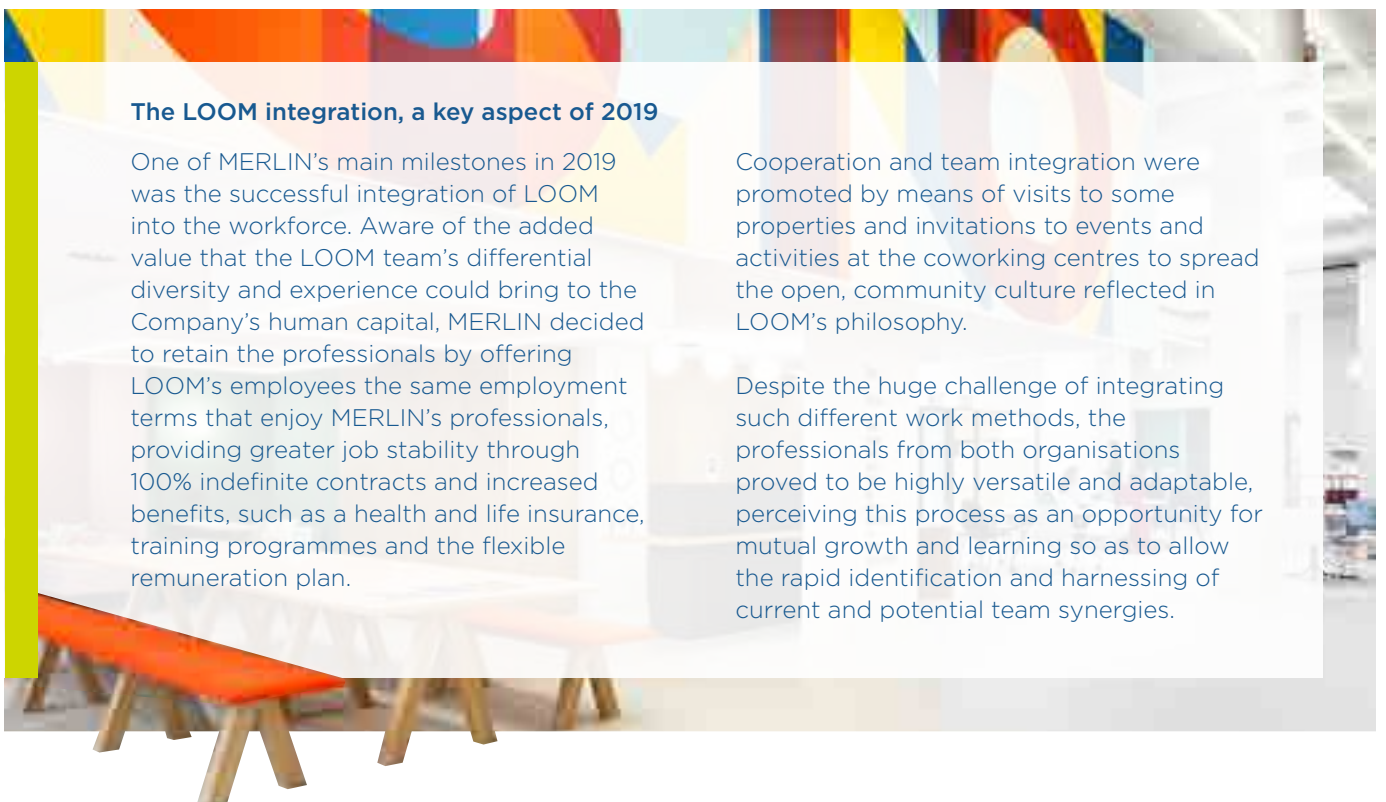 The LOOM integration, a key aspect of 2019
One of MERLIN's main milestones in 2019
was the successful integration of LOOM
into the workforce. Aware of the added
value that the LOOM team's differential
diversity and experience could bring to the
Company's human capital, MERLIN decided
to retain the professionals by offering
LOOM's employees the same employment
terms that enjoy MERLIN's professionals,
providing greater job stability through
100% indefinite contracts and increased
benefits, such as a health and life insurance,
training programmes and the flexible
remuneration plan.
Cooperation and team integration were
promoted by means of visits to some
properties and invitations to events and
activities at the coworking centres to spread
the open, community culture reflected in
LOOM's philosophy.
Despite the huge challenge of integrating
such different work methods, the
professionals from both organisations
proved to be highly versatile and adaptable,
perceiving this process as an opportunity for
mutual growth and learning so as to allow
the rapid identification and harnessing of
current and potential team synergies.